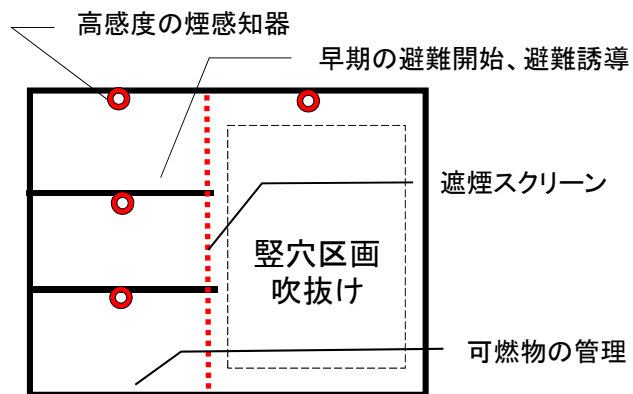 高感度の煙感知器
早期の避難開始、避難誘導
遮煙スクリーン
竪穴区画
吹抜け
可燃物の管理